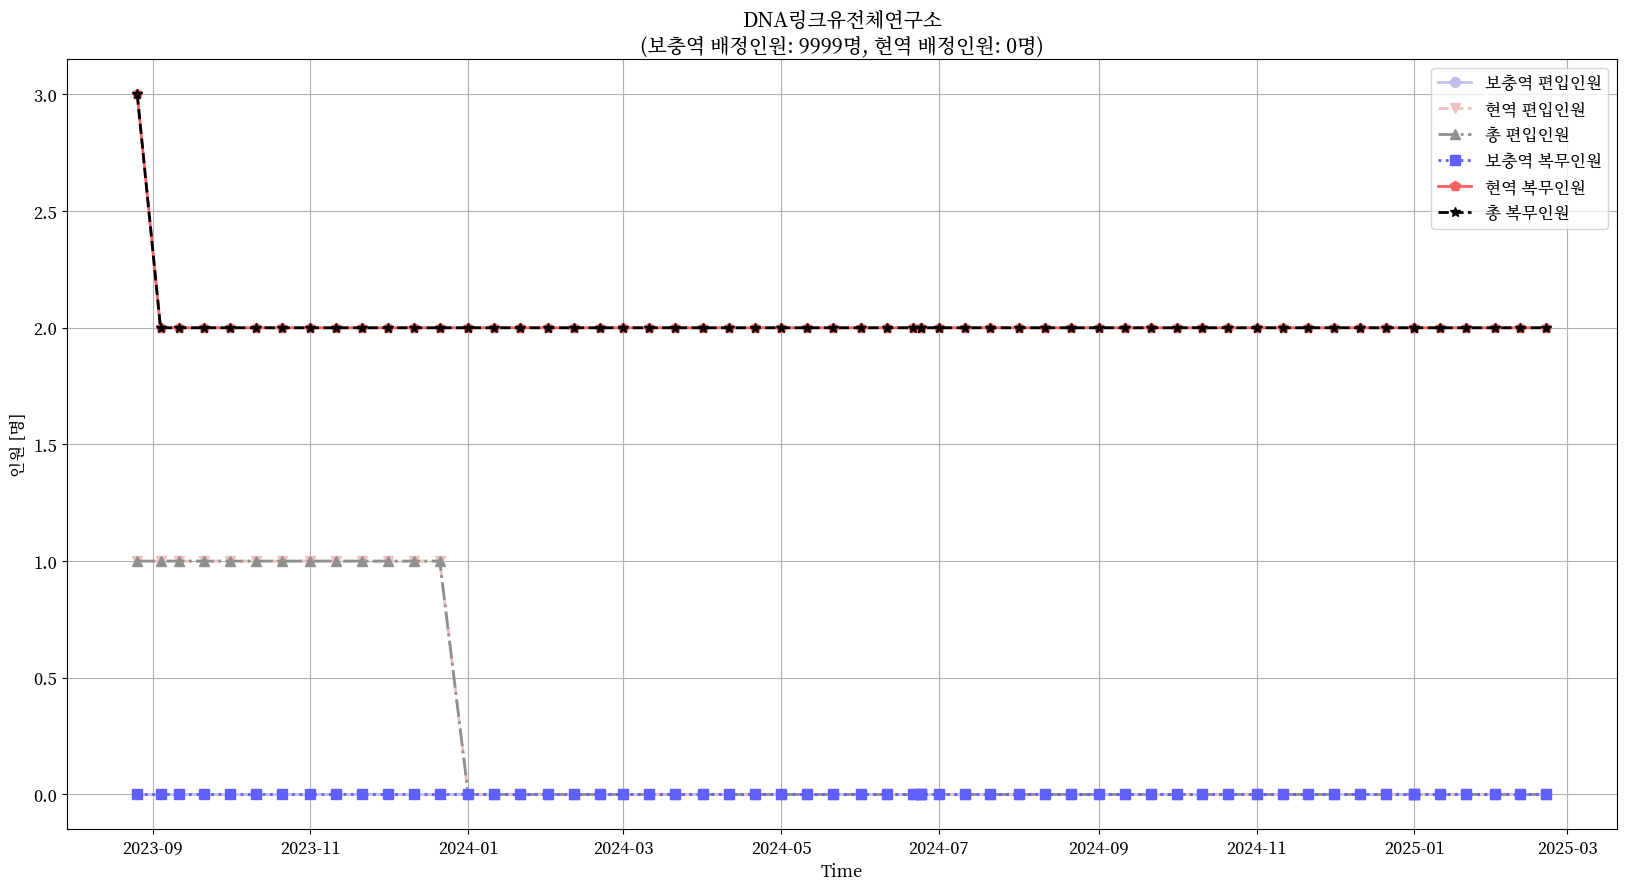 DNA링크유전체연구소
(보충역 배정인원: 9999명, 현역 배정인원: 0명)
보충역 편입인원
현역 편입인원
총 편입인원
보충역 복무인원
현역 복무인원
총 복무인원
인원 [명]
3.0
2.5
2.0
1.5
1.0
0.5
0.0
2023-09
2023-11
2024-01
2024-03
2024-05
2024-07
2024-09
2024-11
2025-01
2025-03
Time